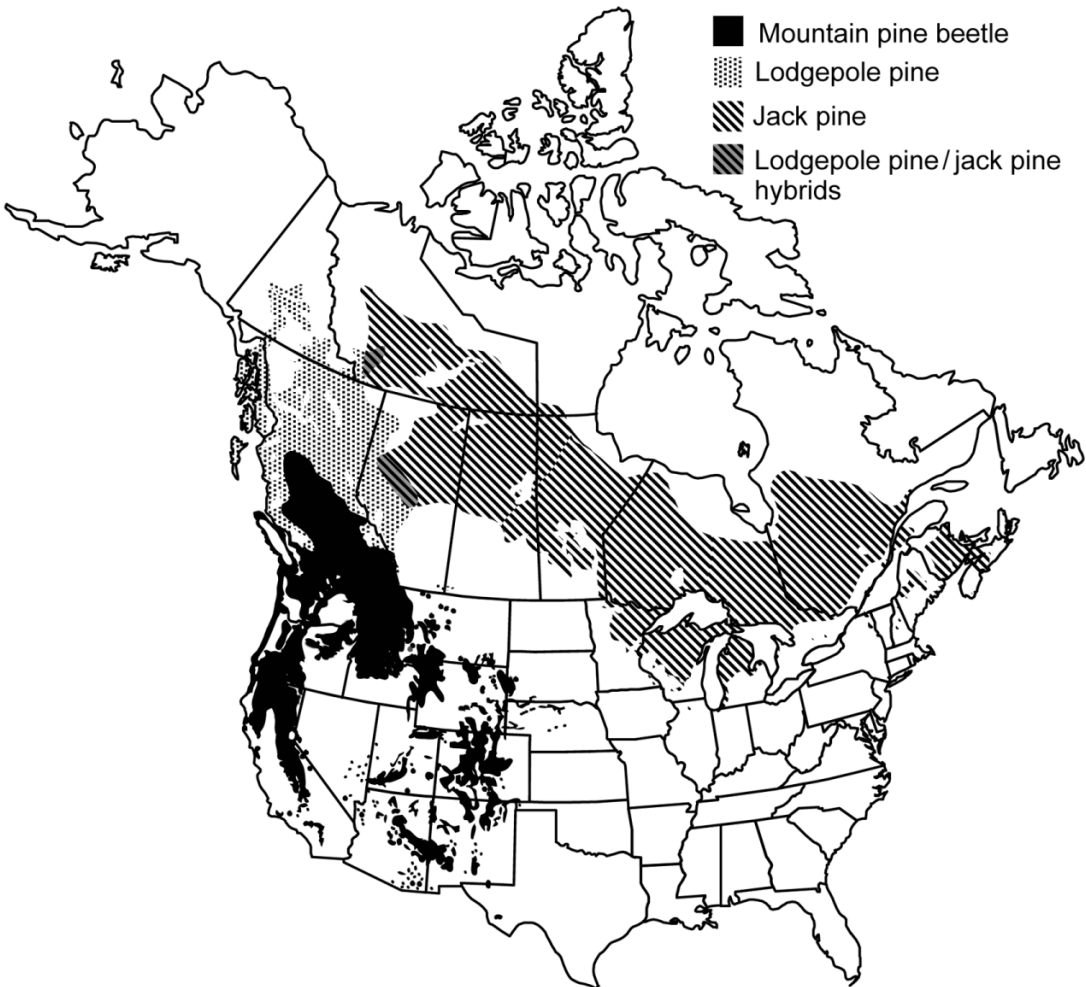 Mountain pine beetle
Lodgepole pine
Jack pine
Lodgepole pine / jack pine
hybrids